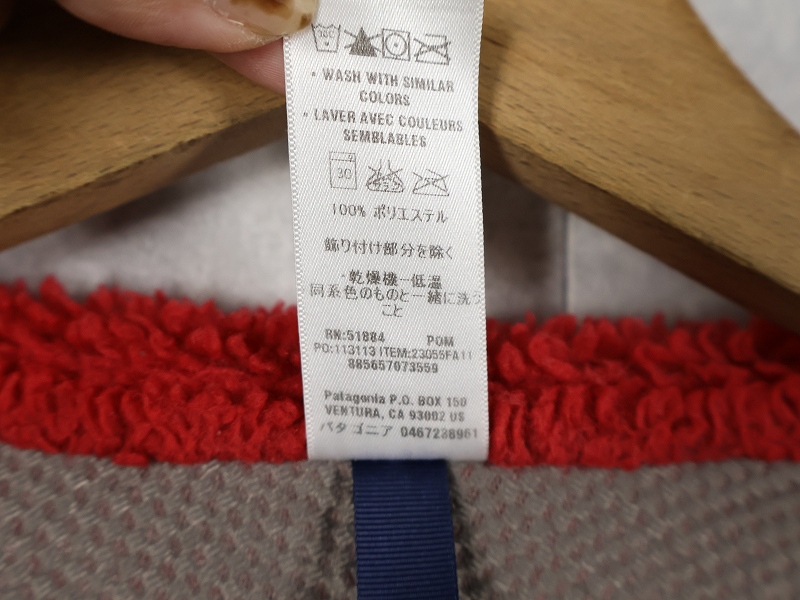 • WASH WITH SIMILAR
COLORS
• LAVER AVEC COULEURS
SEMBLABLES
30
100% ポリエステル
飾り付け部分を除く
・乾燥機ー低温
同系色のものと一緒に洗う
こと
RN:51884 POM
PO:113113 ITEM:23055FA11
885657073559
Patagonia P.O. BOX 150
VENTURA, CA 93002 US
パタゴニア 0467238961